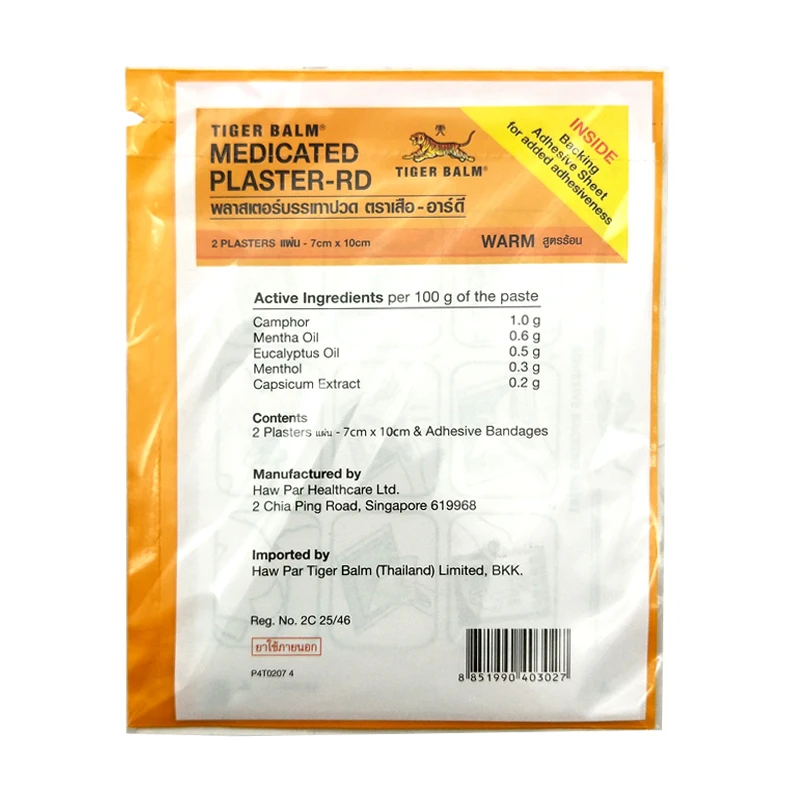 TIGER BALM®
MEDICATED
PLASTER-RD
พลาสเตอร์บรรเทาปวด ตราเสือ - อาร์ดี
2 PLASTERS แผ่น - 7cm x 10cm
TIGER BALM®
WARM สูตรร้อน
INSIDE
Backing
Adhesive Sheet
for added adhesiveness
Active Ingredients per 100 g of the paste
Camphor 1.0 g
Mentha Oil 0.6 g
Eucalyptus Oil 0.5 g
Menthol 0.3 g
Capsicum Extract 0.2 g
Contents
2 Plasters แผ่น - 7cm x 10cm & Adhesive Bandages
Manufactured by
Haw Par Healthcare Ltd.
2 Chia Ping Road, Singapore 619968
Imported by
Haw Par Tiger Balm (Thailand) Limited, BKK.
Reg. No. 2C 25/46
ยาใช้ภายนอก
P4T0207 4
8 851990 403027